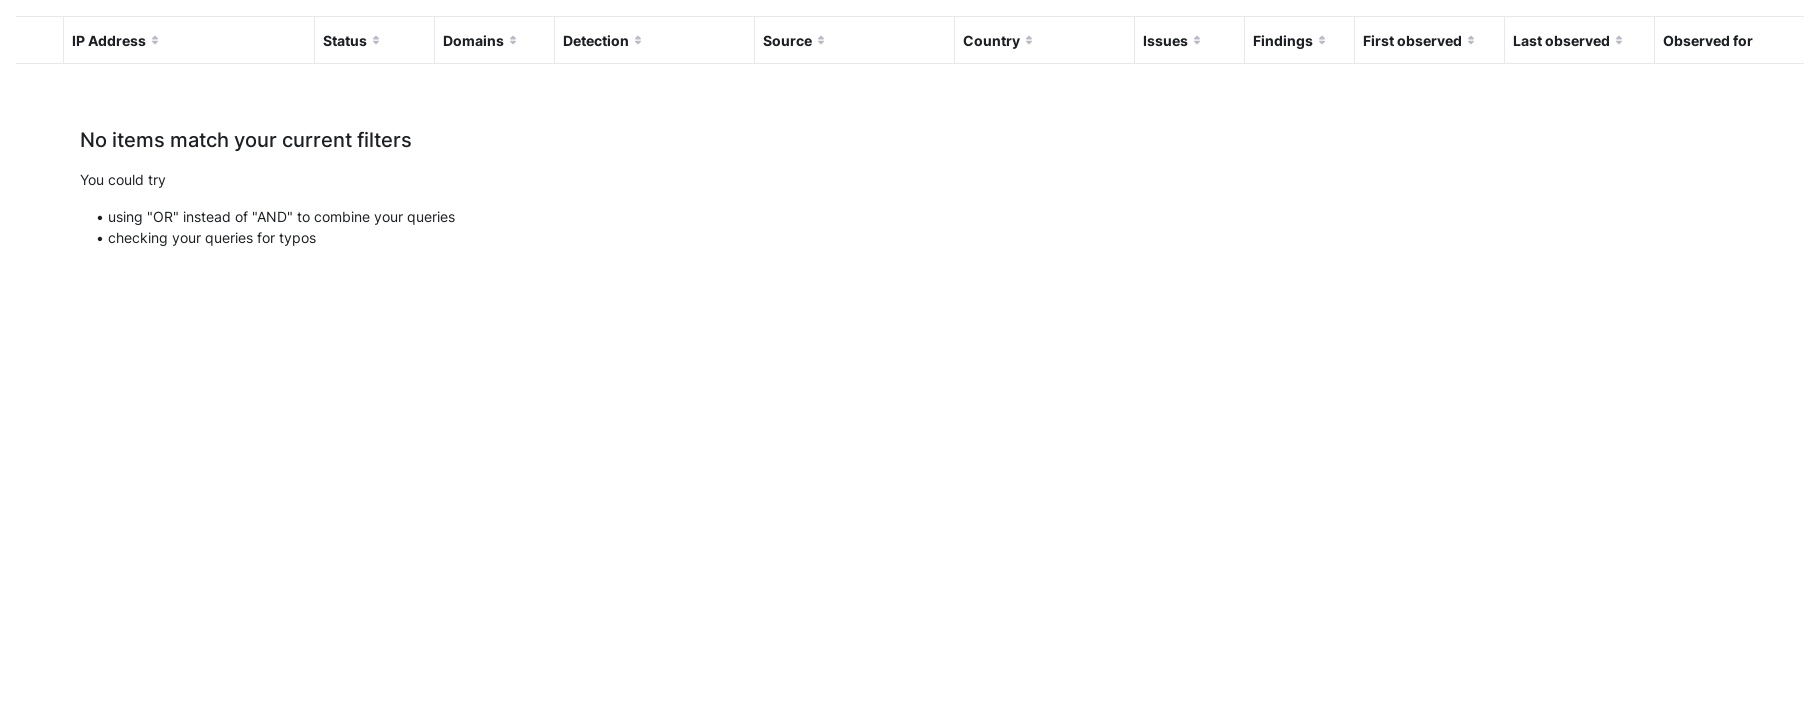 IP Address Status Domains Detection Source Country Issues Findings First observed Last observed Observed for
No items match your current filters
You could try
• using "OR" instead of "AND" to combine your queries
• checking your queries for typos